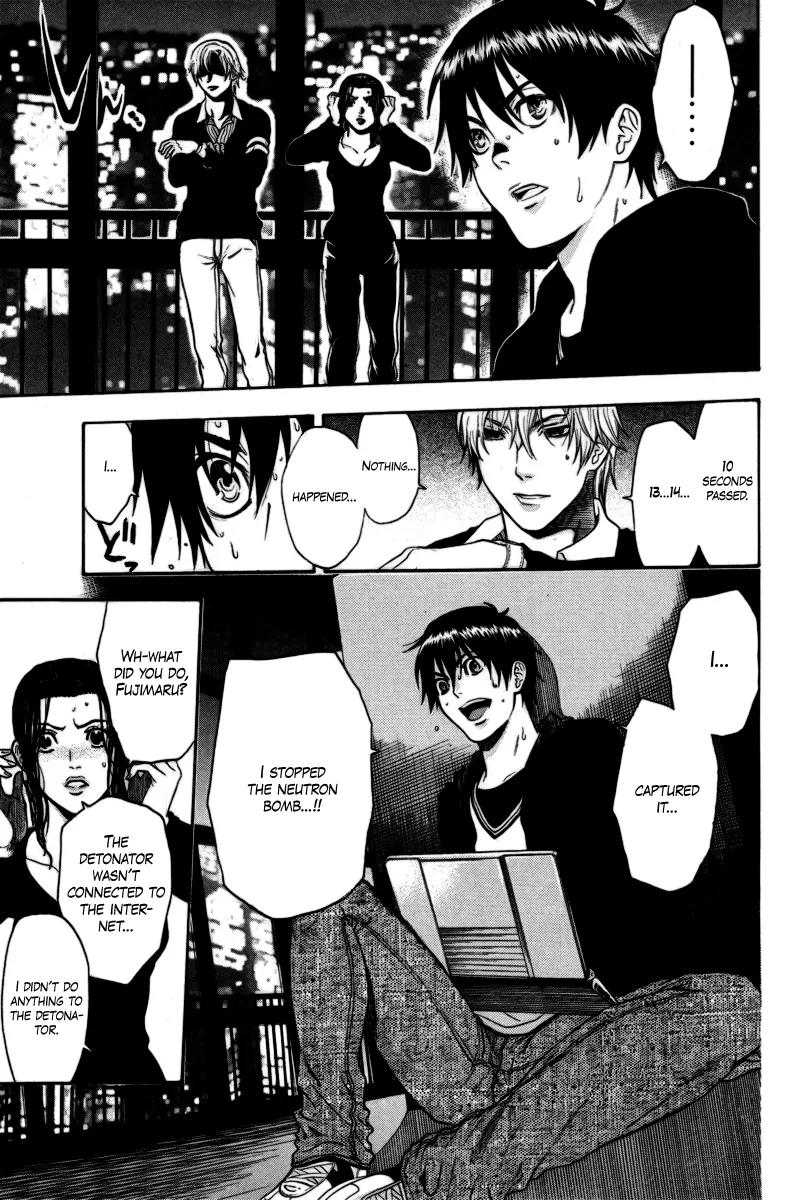 ......
10
SECONDS
PASSED.
13...14...
NOTHING...
HAPPENED...
I...
I...
CAPTURED
IT...
I STOPPED
THE NEUTRON
BOMB...!!
WH-WHAT
DID YOU DO,
FUJIMARU?
THE
DETONATOR
WASN'T
CONNECTED TO
THE INTER-
NET...
I DIDN'T DO
ANYTHING TO
THE DETONA-
TOR.